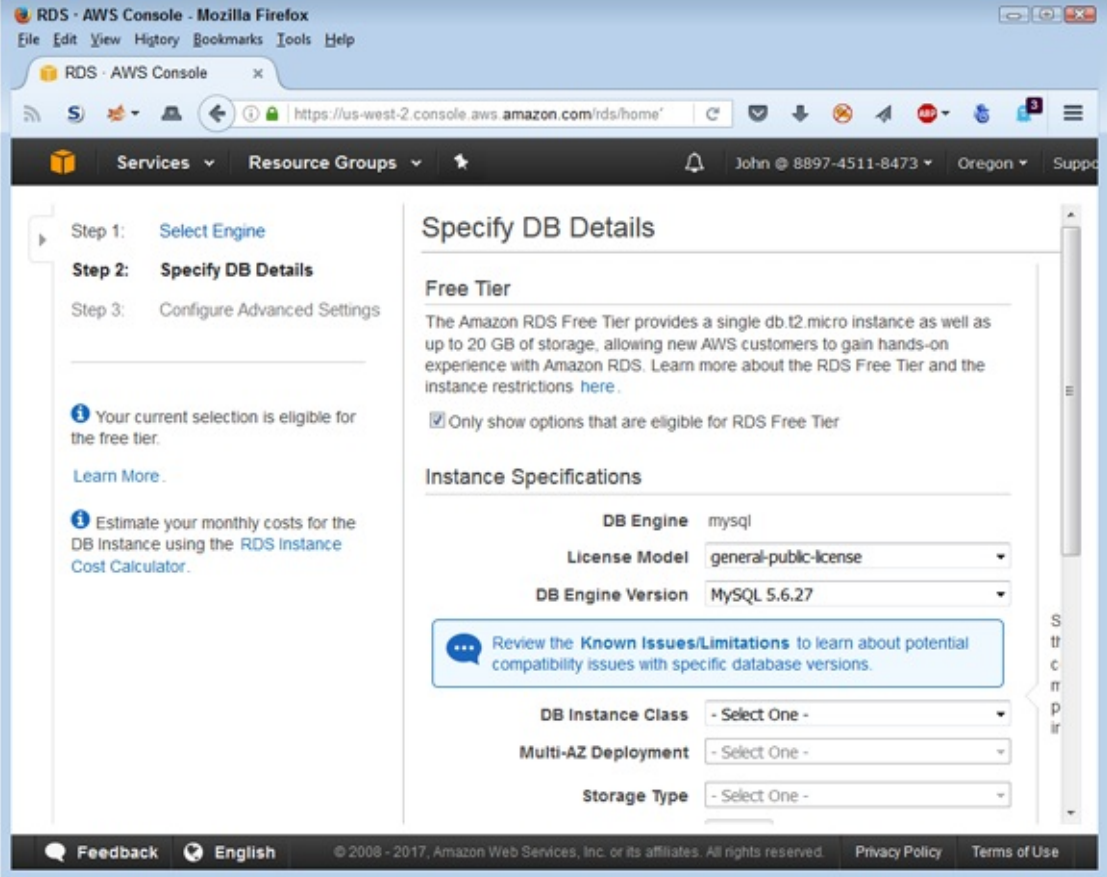 RDS · AWS Console - Mozilla Firefox
File Edit View History Bookmarks Tools Help
RDS · AWS Console
https://us-west-2.console.aws.amazon.com/rds/home
ABP
3
Services Resource Groups John @ 8897-4511-8473 Oregon
Step 1: Select Engine
Step 2: Specify DB Details
Step 3: Configure Advanced Settings
Your current selection is eligible for
the free tier.
Learn More.
Estimate your monthly costs for the
DB Instance using the RDS Instance
Cost Calculator.
Specify DB Details
Free Tier
The Amazon RDS Free Tier provides a single db.t2.micro instance as well as
up to 20 GB of storage, allowing new AWS customers to gain hands-on
experience with Amazon RDS. Learn more about the RDS Free Tier and the
instance restrictions here.
Only show options that are eligible for RDS Free Tier
Instance Specifications
DB Engine mysql
License Model general-public-license
DB Engine Version MySQL 5.6.27
Review the Known Issues/Limitations to learn about potential
compatibility issues with specific database versions.
DB Instance Class - Select One -
Multi-AZ Deployment - Select One -
Storage Type - Select One -
Feedback English © 2008 - 2017, Amazon Web Services, Inc. or its affiliates. All rights reserved. Privacy Policy Terms of Use